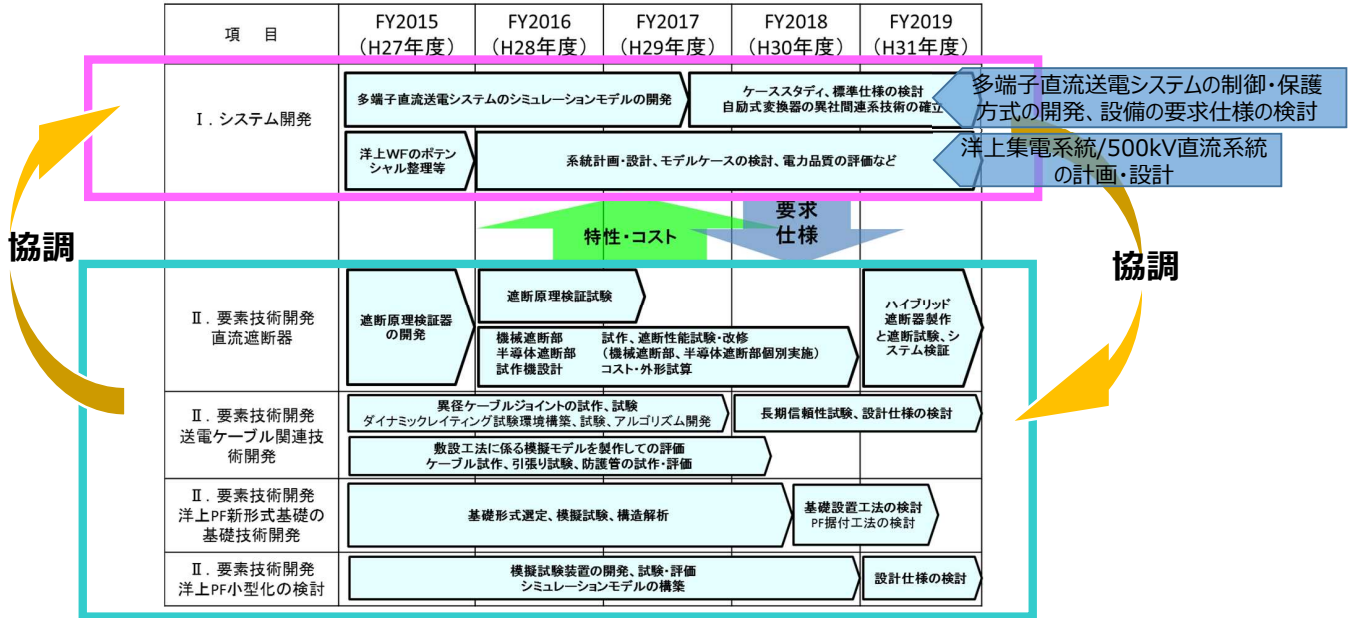 項 目
FY2015
(H27年度)
FY2016
(H28年度)
FY2017
(H29年度)
FY2018
(H30年度)
FY2019
(H31年度)
Ⅰ.システム開発
多端子直流送電システムのシミュレーションモデルの開発
ケーススタディ、標準仕様の検討
自励式変換器の異社間連系技術の確立
多端子直流送電システムの制御・保護
方式の開発、設備の要求仕様の検討
洋上WFのポテン
シャル整理等
系統計画・設計、モデルケースの検討、電力品質の評価など
洋上集電系統/500kV直流系統
の計画・設計
協調
特性・コスト
要求
仕様
協調
Ⅱ.要素技術開発
直流遮断器
遮断原理検証器
の開発
遮断原理検証試験
機械遮断部 試作、遮断性能試験・改修
半導体遮断部 (機械遮断部、半導体遮断部個別実施)
試作機設計 コスト・外形試算
ハイブリッド
遮断器製作
と遮断試験、シ
ステム検証
Ⅱ.要素技術開発
送電ケーブル関連技
術開発
異径ケーブルジョイントの試作、試験
ダイナミックレイティング試験環境構築、試験、アルゴリズム開発
長期信頼性試験、設計仕様の検討
敷設工法に係る模擬モデルを製作しての評価
ケーブル試作、引張り試験、防護管の試作・評価
Ⅱ.要素技術開発
洋上PF新形式基礎の
基礎技術開発
基礎形式選定、模擬試験、構造解析
基礎設置工法の検討
PF据付工法の検討
Ⅱ.要素技術開発
洋上PF小型化の検討
模擬試験装置の開発、試験・評価
シミュレーションモデルの構築
設計仕様の検討